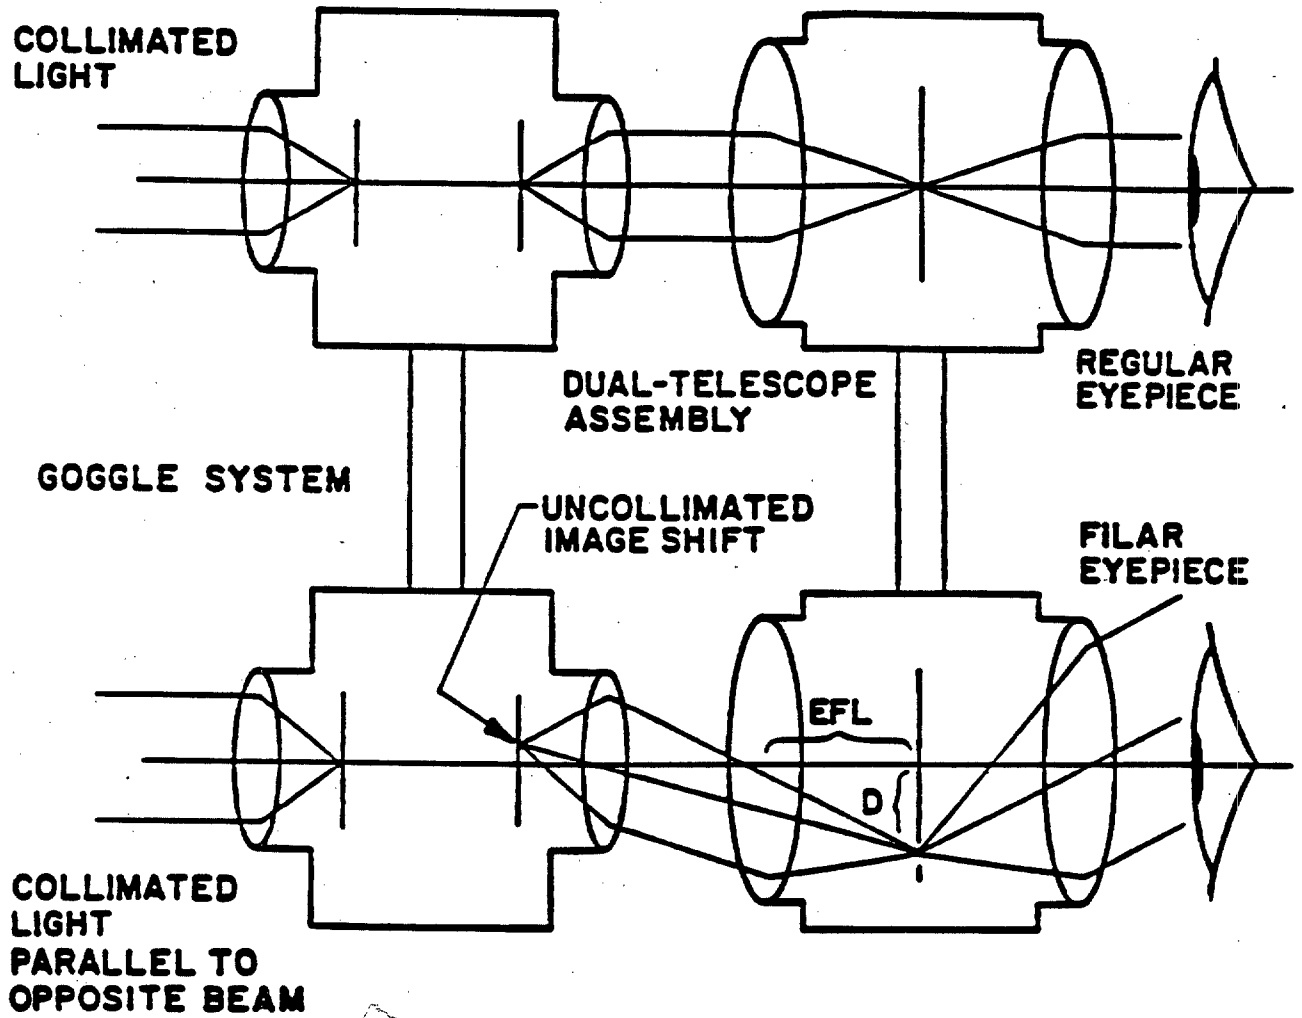 COLLIMATED
LIGHT
DUAL-TELESCOPE
ASSEMBLY
REGULAR
EYEPIECE
GOGGLE SYSTEM
UNCOLLIMATED
IMAGE SHIFT
FILAR
EYEPIECE
EFL
D
COLLIMATED
LIGHT
PARALLEL TO
OPPOSITE BEAM